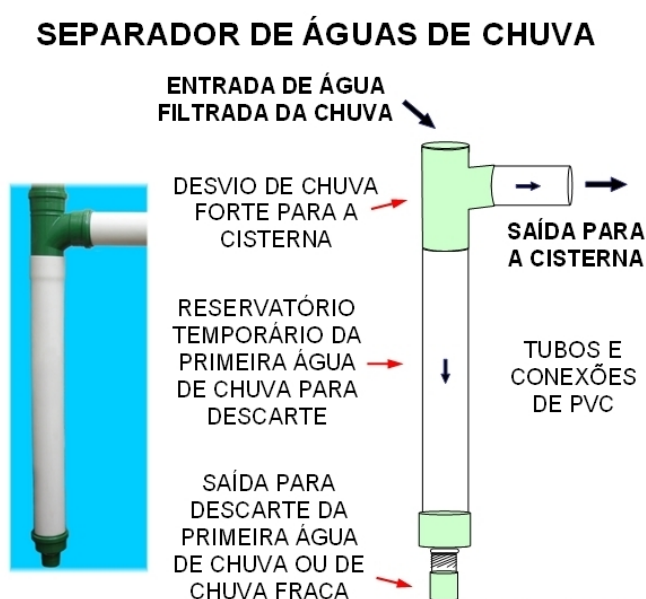 SEPARADOR DE ÁGUAS DE CHUVA
ENTRADA DE ÁGUA
FILTRADA DA CHUVA
DESVIO DE CHUVA
FORTE PARA A
CISTERNA
SAÍDA PARA
A CISTERNA
RESERVATÓRIO
TEMPORÁRIO DA
PRIMEIRA ÁGUA
DE CHUVA PARA
DESCARTE
TUBOS E
CONEXÕES
DE PVC
SAÍDA PARA
DESCARTE DA
PRIMEIRA ÁGUA
DE CHUVA OU DE
CHUVA FRACA